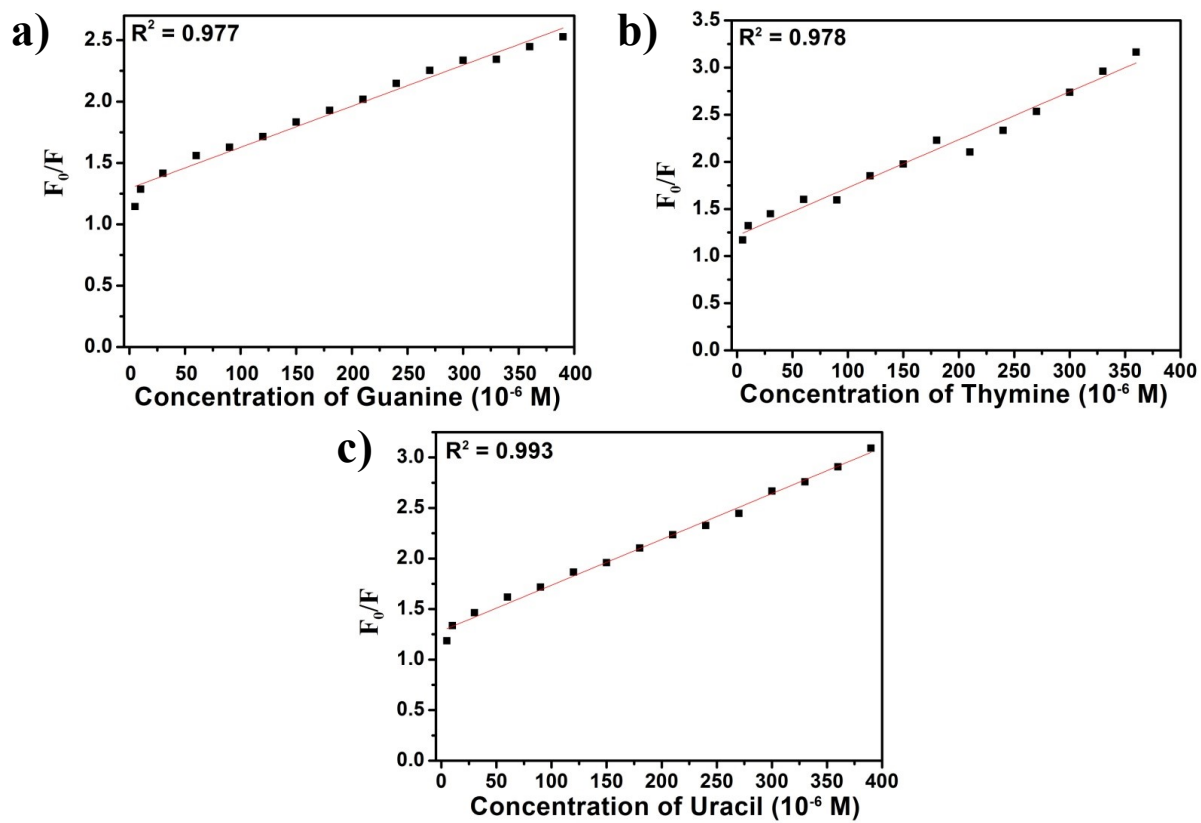 a)
R² = 0.977
2.5
2.0
1.5
1.0
0.5
0.0
F₀/F
0 50 100 150 200 250 300 350 400
Concentration of Guanine (10⁻⁶ M)
b)
R² = 0.978
3.5
3.0
2.5
2.0
1.5
1.0
0.5
0.0
F₀/F
0 50 100 150 200 250 300 350 400
Concentration of Thymine (10⁻⁶ M)
c)
R² = 0.993
3.0
2.5
2.0
1.5
1.0
0.5
0.0
F₀/F
0 50 100 150 200 250 300 350 400
Concentration of Uracil (10⁻⁶ M)